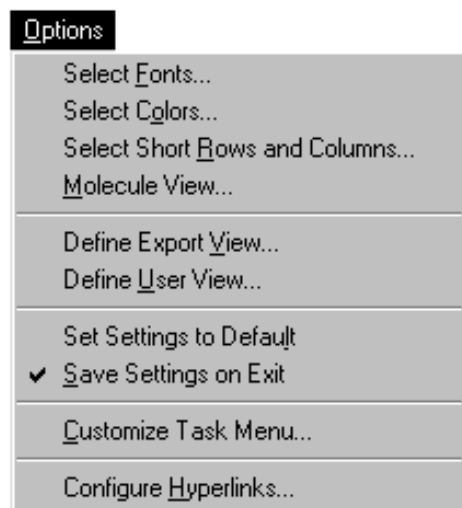 Options
Select Fonts...
Select Colors...
Select Short Rows and Columns...
Molecule View...
Define Export View...
Define User View...
Set Settings to Default
Save Settings on Exit
Customize Task Menu...
Configure Hyperlinks...